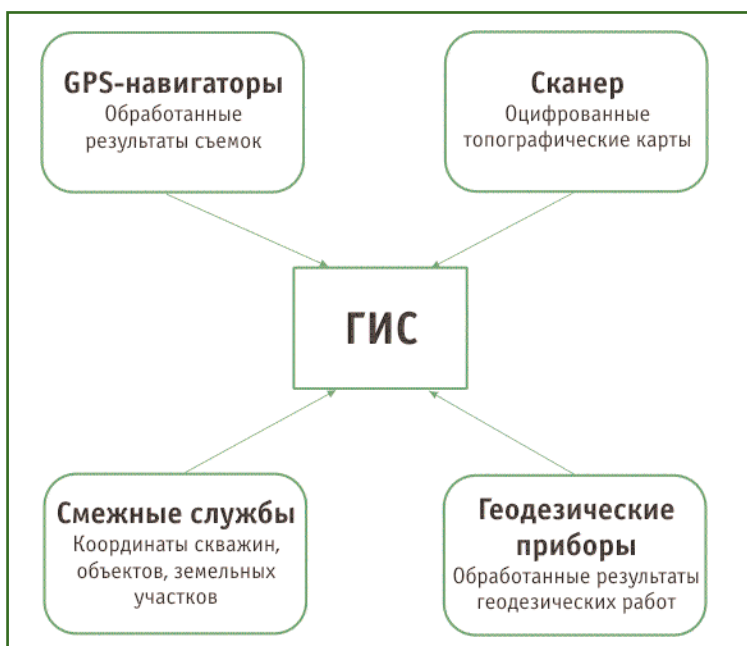 GPS-навигаторы
Обработанные
результаты съемок
Сканер
Оцифрованные
топографические карты
ГИС
Смежные службы
Координаты скважин,
объектов, земельных
участков
Геодезические
приборы
Обработанные результаты
геодезических работ